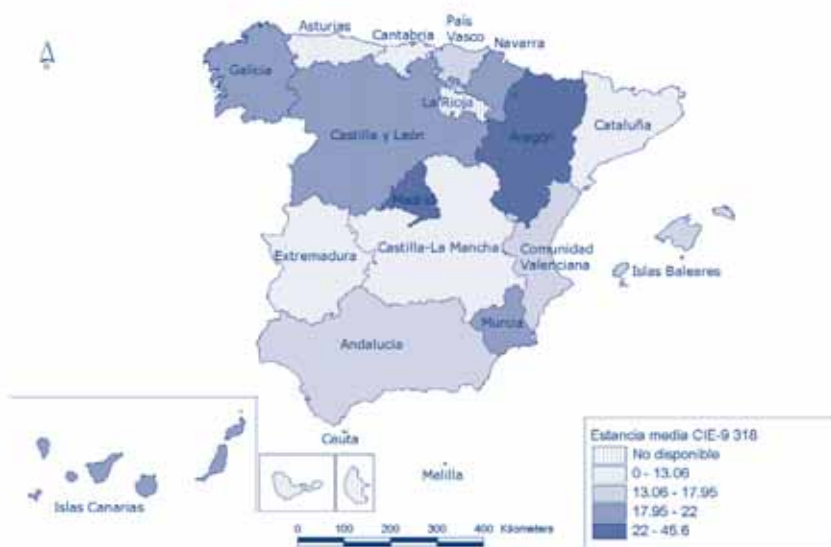 Asturias
Cantabria
País
Vasco
Navarra
Galicia
La Rioja
Castilla y León
Aragón
Cataluña
Madrid
Extremadura
Castilla-La Mancha
Comunidad
Valenciana
Islas Baleares
Murcia
Andalucía
Ceuta
Melilla
Islas Canarias
Estancia media CIE-9 318
No disponible
0 - 13.06
13.06 - 17.95
17.95 - 22
22 - 45.6
0 100 200 300 400 Kilometers